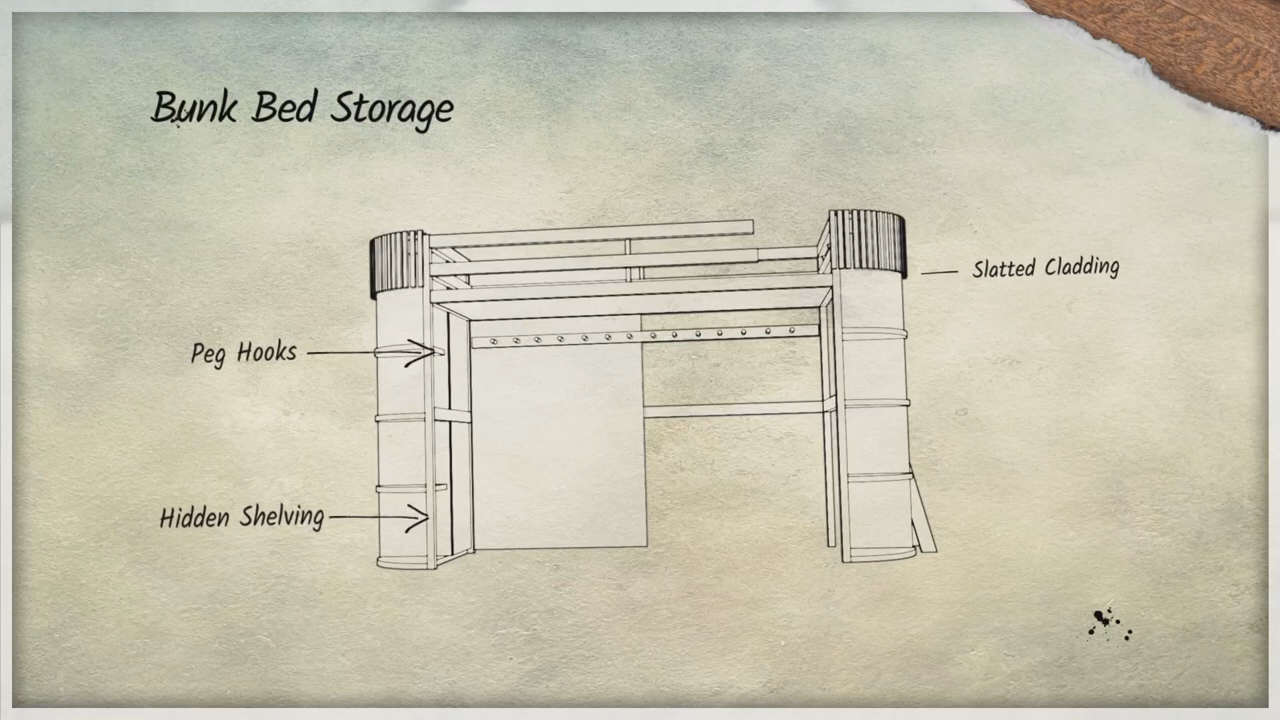 Bunk Bed Storage
Slatted Cladding
Peg Hooks
Hidden Shelving